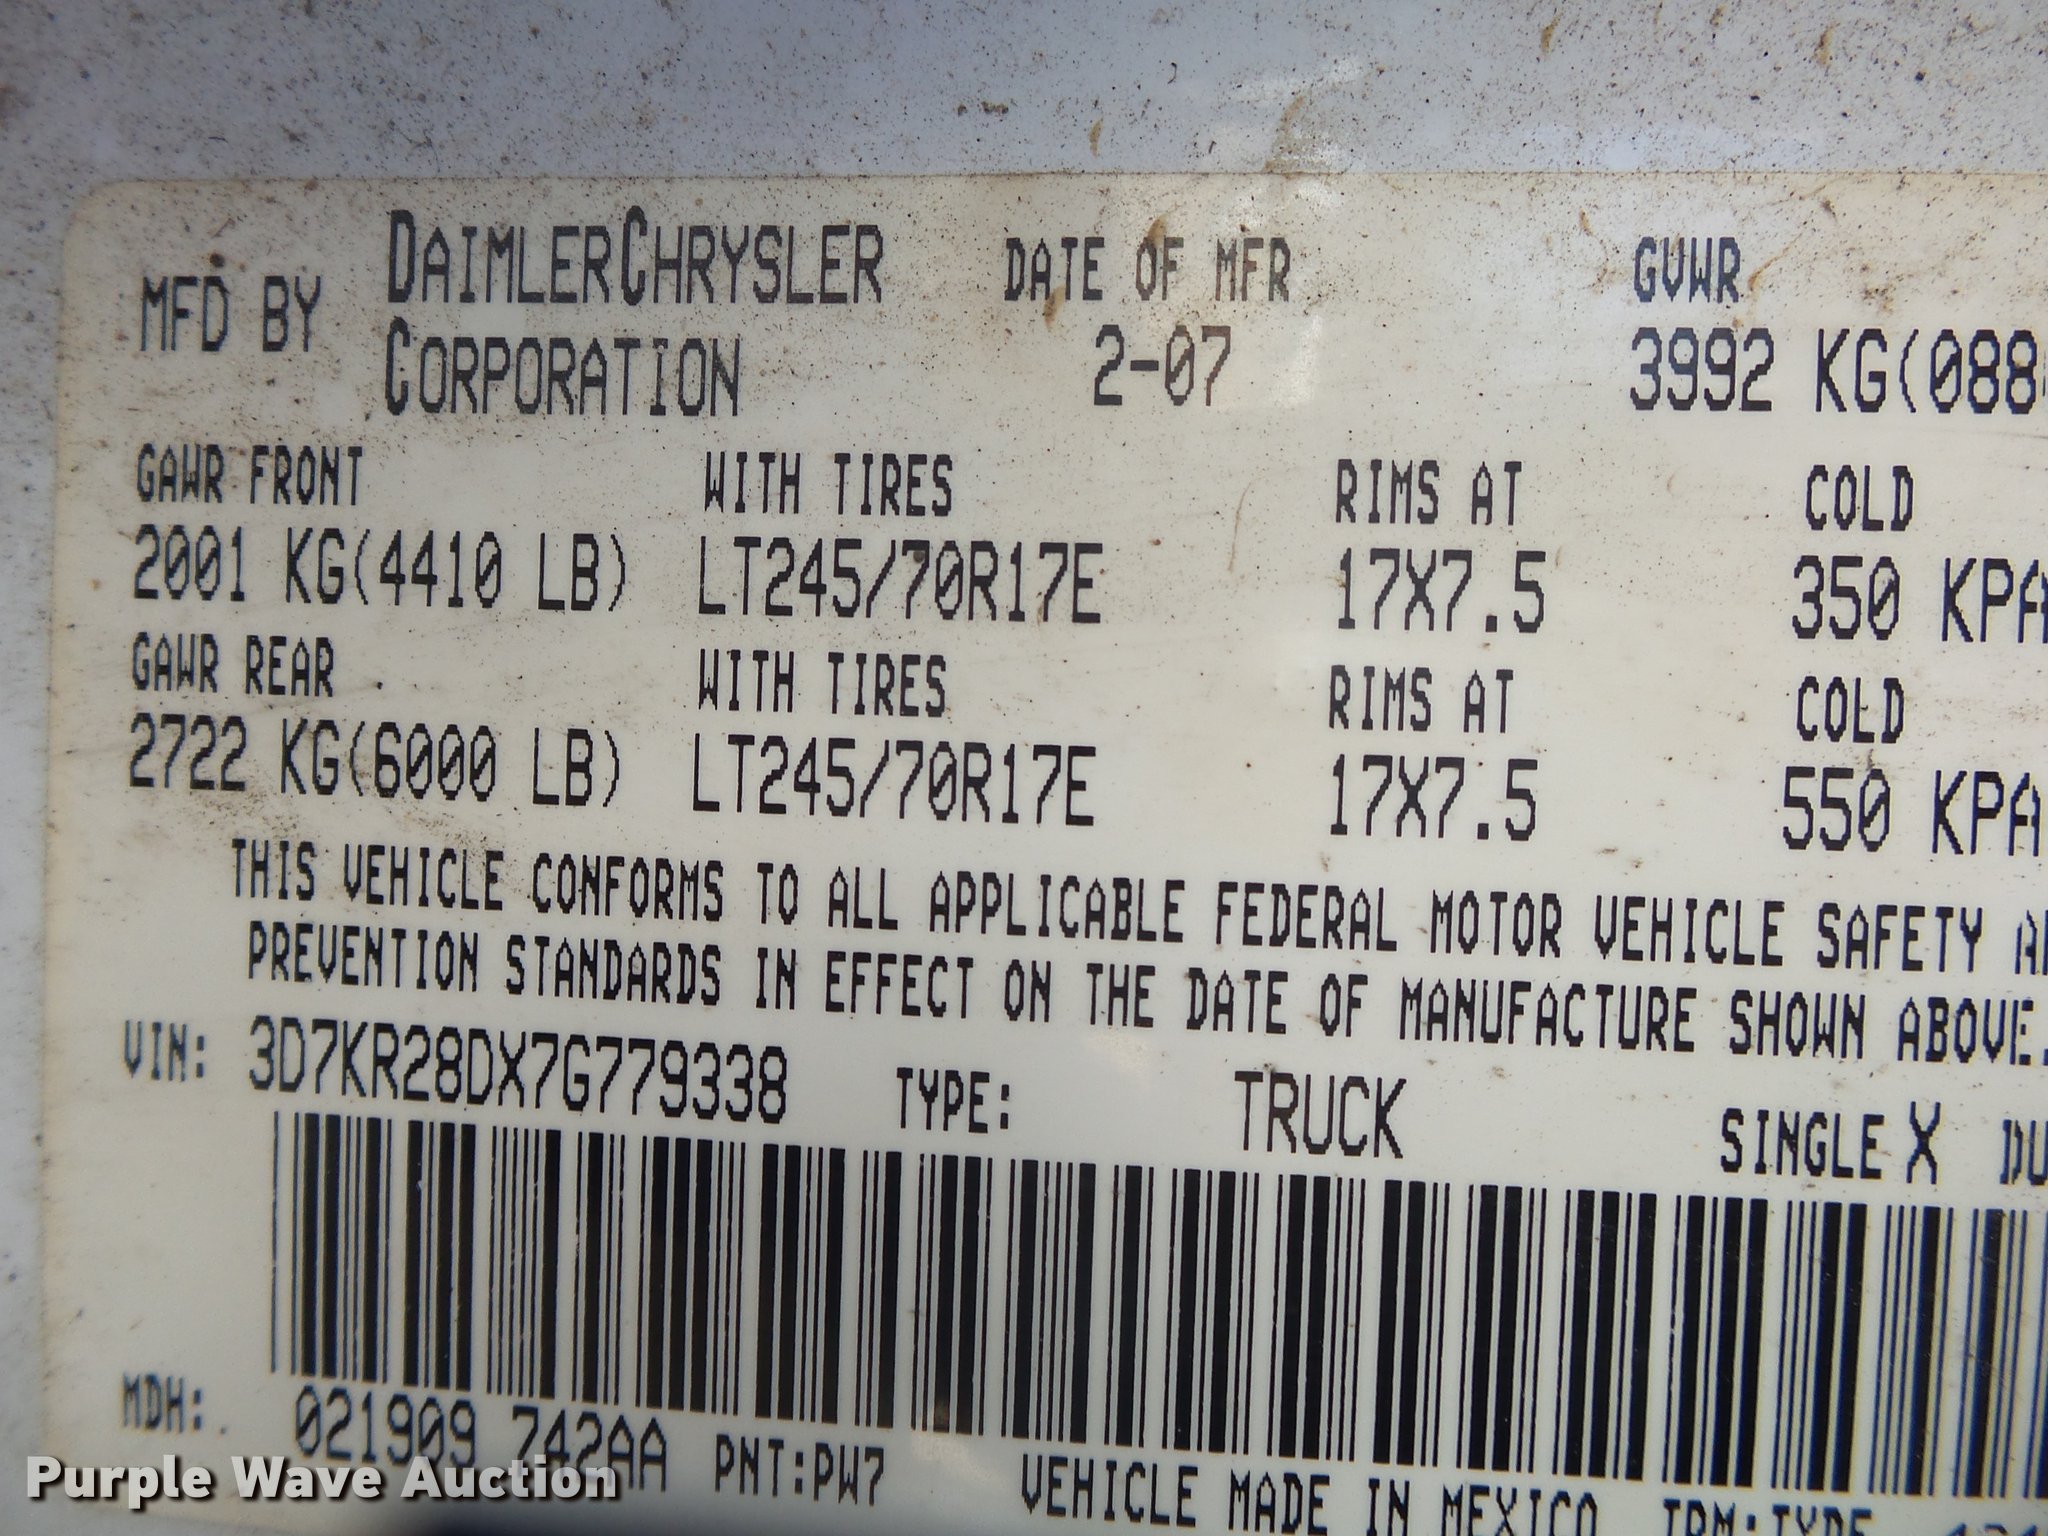 MFD BY DAIMLERCHRYSLER CORPORATION DATE OF MFR GVWR
2-07 3992 KG(088
GAWR FRONT WITH TIRES RIMS AT COLD
2001 KG(4410 LB) LT245/70R17E 17X7.5 350 KPA
GAWR REAR WITH TIRES RIMS AT COLD
2722 KG(6000 LB) LT245/70R17E 17X7.5 550 KPA
THIS VEHICLE CONFORMS TO ALL APPLICABLE FEDERAL MOTOR VEHICLE SAFETY
PREVENTION STANDARDS IN EFFECT ON THE DATE OF MANUFACTURE SHOWN ABOVE.
VIN: 3D7KR28DX7G779338 TYPE: TRUCK SINGLE X DU
MDH: 021909 742AA PNT:PW7
VEHICLE MADE IN MEXICO TRM:TYPE
Purple Wave Auction